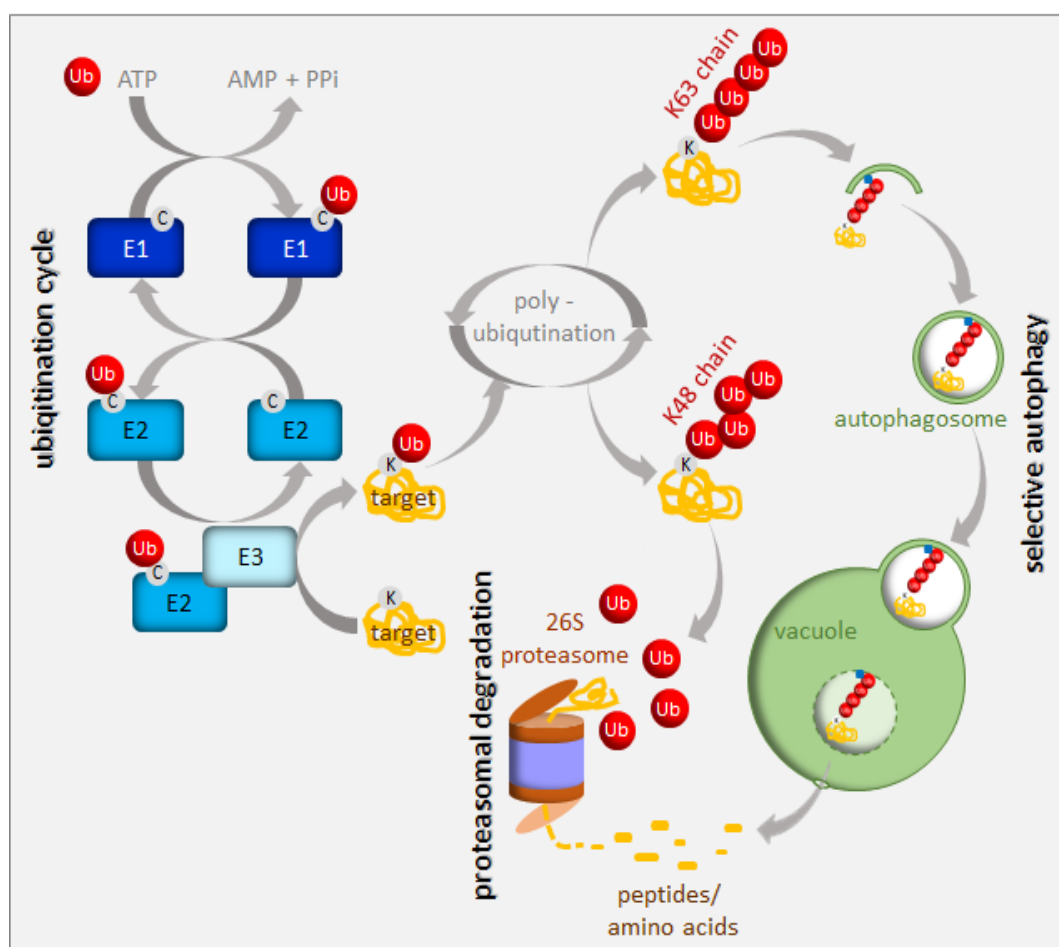 Ub
ATP
AMP + PPi
C
E1
Ub
C
E1
Ub
C
E2
C
E2
Ub
C
E2
E3
ubiqitination cycle
Ub
K
target
K
target
poly -
ubiqutination
K63 chain
Ub
Ub
Ub
Ub
K
K48 chain
Ub
Ub
Ub
Ub
K
K
K
autophagosome
K
vacuole
K
selective autophagy
26S
proteasome
Ub
Ub
Ub
Ub
proteasomal degradation
peptides/
amino acids